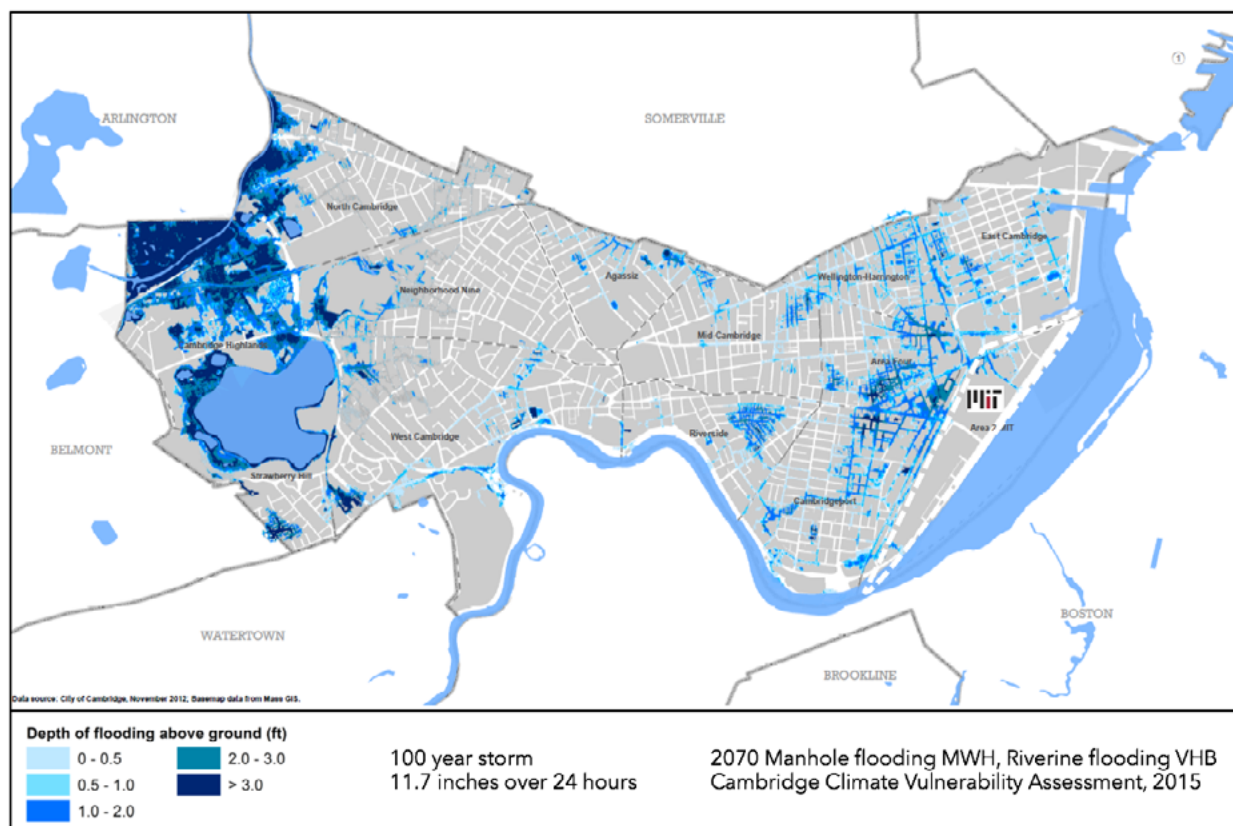 ARLINGTON
SOMERVILLE
1
North Cambridge
East Cambridge
Agassiz
Wellington-Harrington
Neighborhood Nine
Mid-Cambridge
Cambridge Highlands
Area Four
MIT
Area 2/MIT
West Cambridge
Riverside
BELMONT
Strawberry Hill
Cambridgeport
WATERTOWN
BOSTON
BROOKLINE
Data source: City of Cambridge, November 2012, Basemap data from Mass GIS.
Depth of flooding above ground (ft)
0 - 0.5
0.5 - 1.0
1.0 - 2.0
2.0 - 3.0
> 3.0
100 year storm
11.7 inches over 24 hours
2070 Manhole flooding MWH, Riverine flooding VHB
Cambridge Climate Vulnerability Assessment, 2015